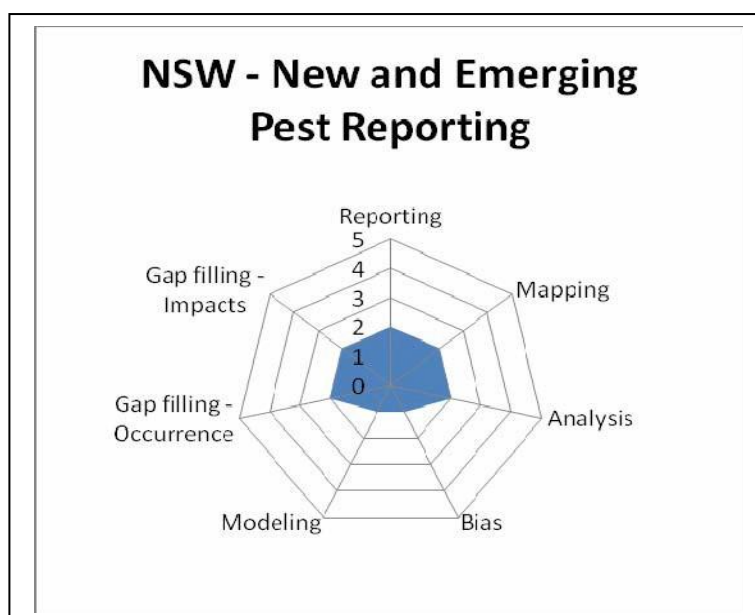 NSW - New and Emerging
Pest Reporting
Reporting
5
4
3
2
1
0
Mapping
Analysis
Bias
Modeling
Gap filling -
Occurrence
Gap filling -
Impacts